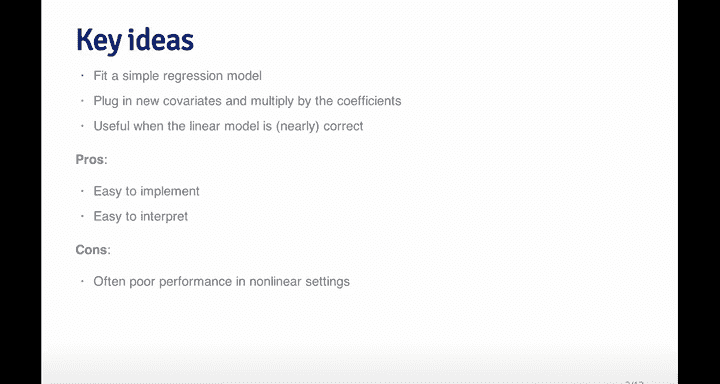 Key ideas
· Fit a simple regression model
· Plug in new covariates and multiply by the coefficients
· Useful when the linear model is (nearly) correct
Pros:
· Easy to implement
· Easy to interpret
Cons:
· Often poor performance in nonlinear settings